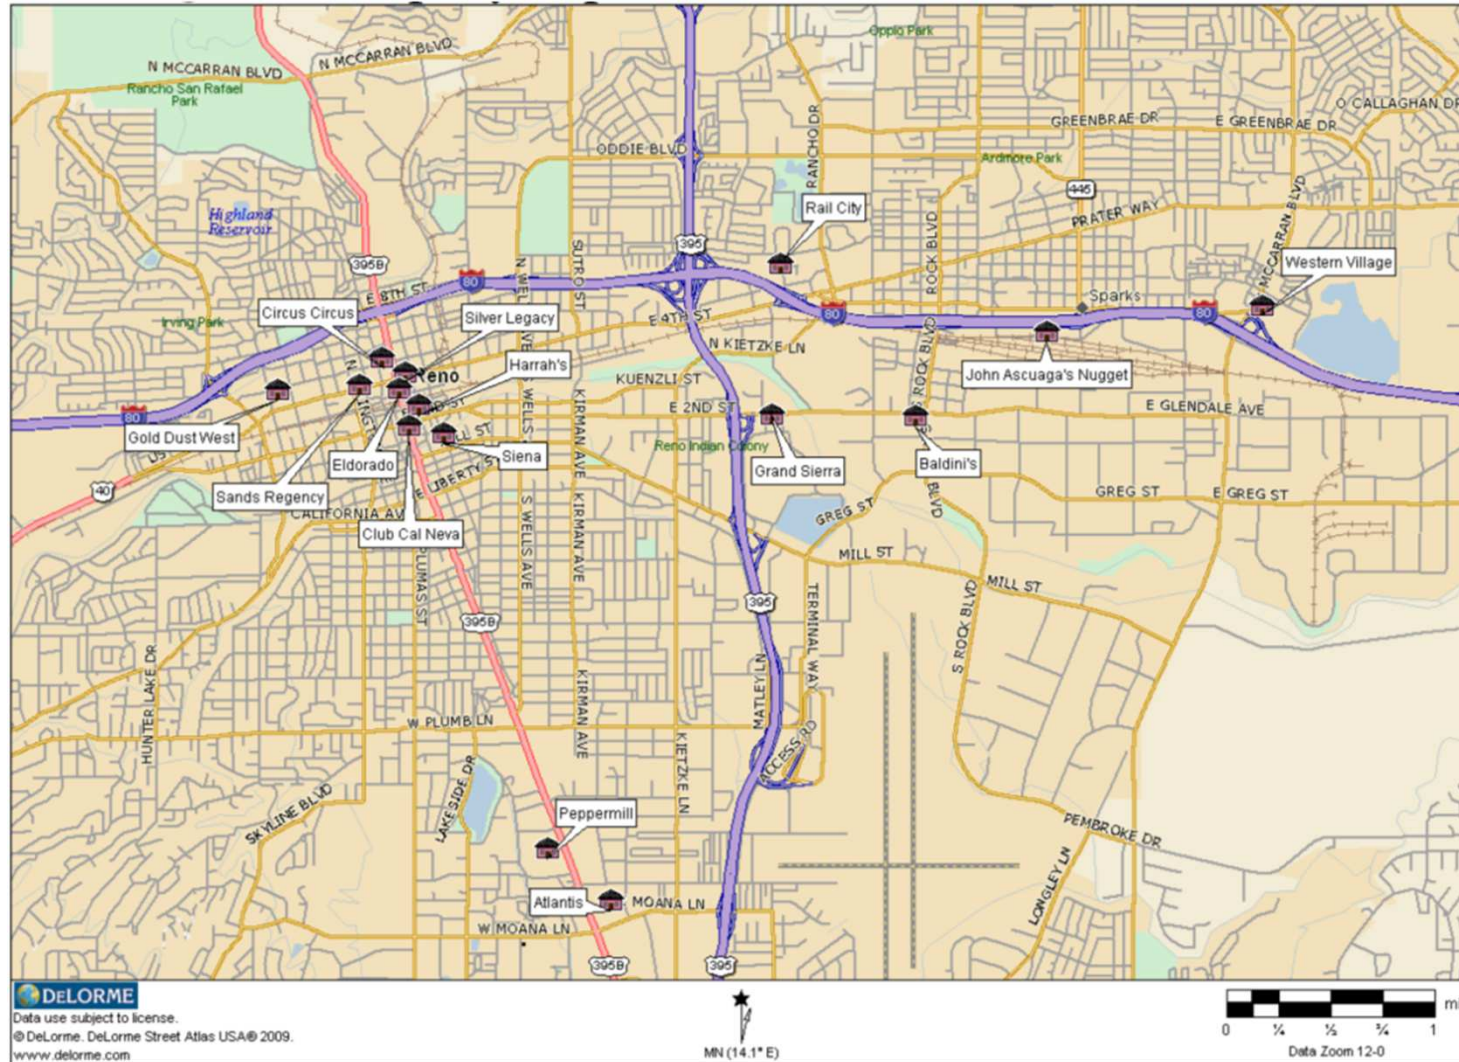 N MCCARRAN BLVD
N MCCARRAN BLVD
Rancho San Rafael
Park
Oppio Park
O CALLAGHAN DR
GREENBRAE DR
E GREENBRAE DR
ODDIE BLVD
RANCHO DR
Ardmore Park
445
Highland
Reservoir
Rail City
PRATER WAY
ROCK BLVD
MCCARRAN BLVD
SUTRO ST
395
395B
Western Village
80
E 8TH ST
Circus Circus
Silver Legacy
Irving Park
E 4TH ST
80
Sparks
80
Harrah's
N KIETZKE LN
S ROCK BLVD
Reno
John Ascuaga's Nugget
KUENZLI ST
WELLS
KIRMAN AVE
E 2ND ST
E GLENDALE AVE
80
Gold Dust West
Eldorado
Siena
Reno Indian Colony
Grand Sierra
Baldini's
40
Sands Regency
E LIBERTY ST
GREG ST
E GREG ST
CALIFORNIA AV
Club Cal Neva
GREG ST
BLVD
S WELLS AVE
KIRMAN AVE
MILL ST
MILL ST
PLUMAS ST
395B
395
TERMINAL WAY
S ROCK BLVD
HUNTER LAKE DR
KIRMAN AVE
MATLEY LN
W PLUMB LN
KIETZKE LN
ACCESS RD
LAKESIDE DR
SKYLINE BLVD
Peppermill
PEMBROKE DR
LONGLEY LN
Atlantis
MOANA LN
W MOANA LN
395B
395
DELORME
Data use subject to license.
© DeLorme. DeLorme Street Atlas USA® 2009.
www.delorme.com
MN (14.1° E)
mi
0 ¼ ½ ¾ 1
Data Zoom 12-0